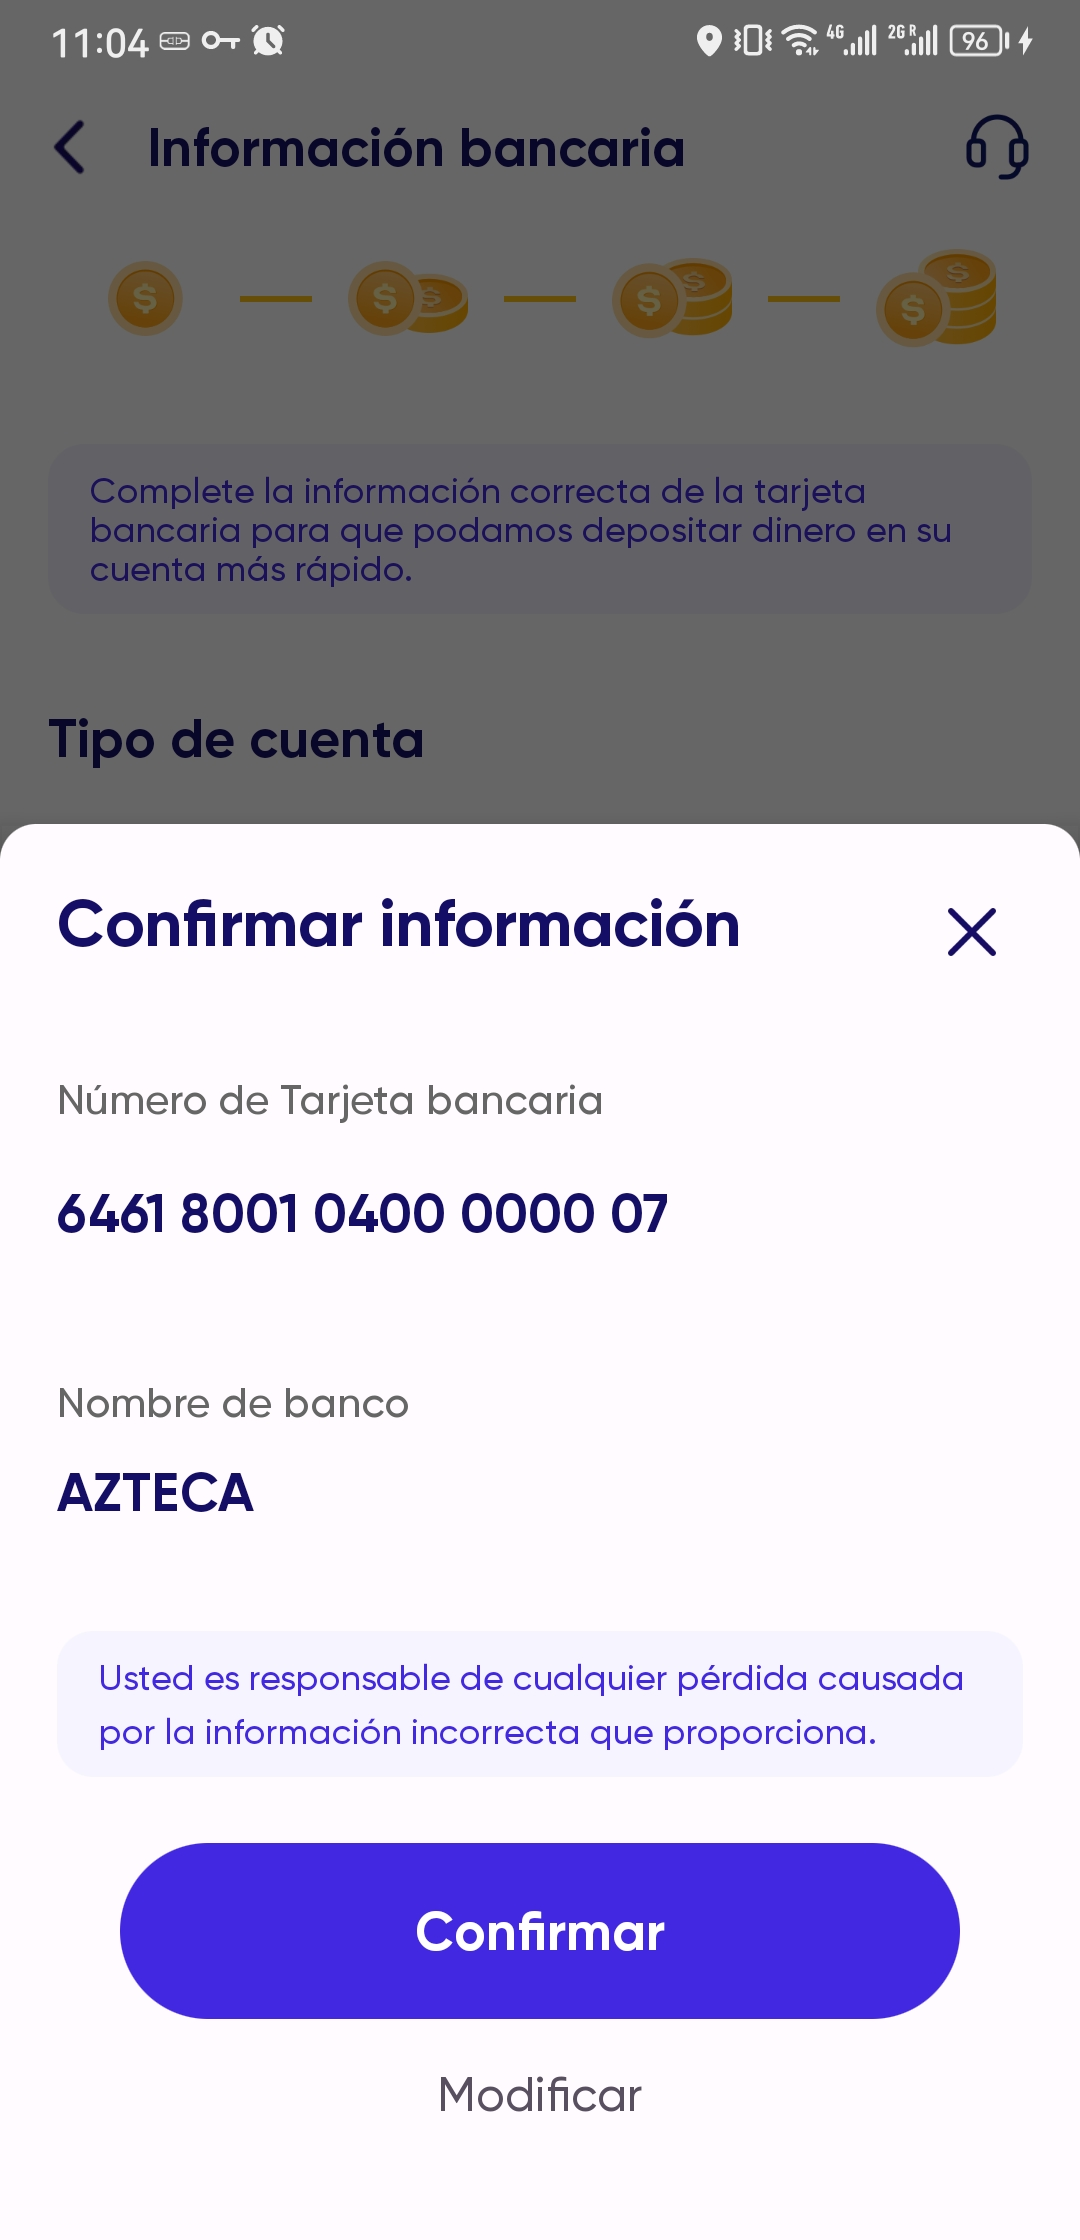 11:04
4G 2G R 96
Información bancaria
Complete la información correcta de la tarjeta
bancaria para que podamos depositar dinero en su
cuenta más rápido.
Tipo de cuenta
Confirmar información
Número de Tarjeta bancaria
6461 8001 0400 0000 07
Nombre de banco
AZTECA
Usted es responsable de cualquier pérdida causada
por la información incorrecta que proporciona.
Confirmar
Modificar